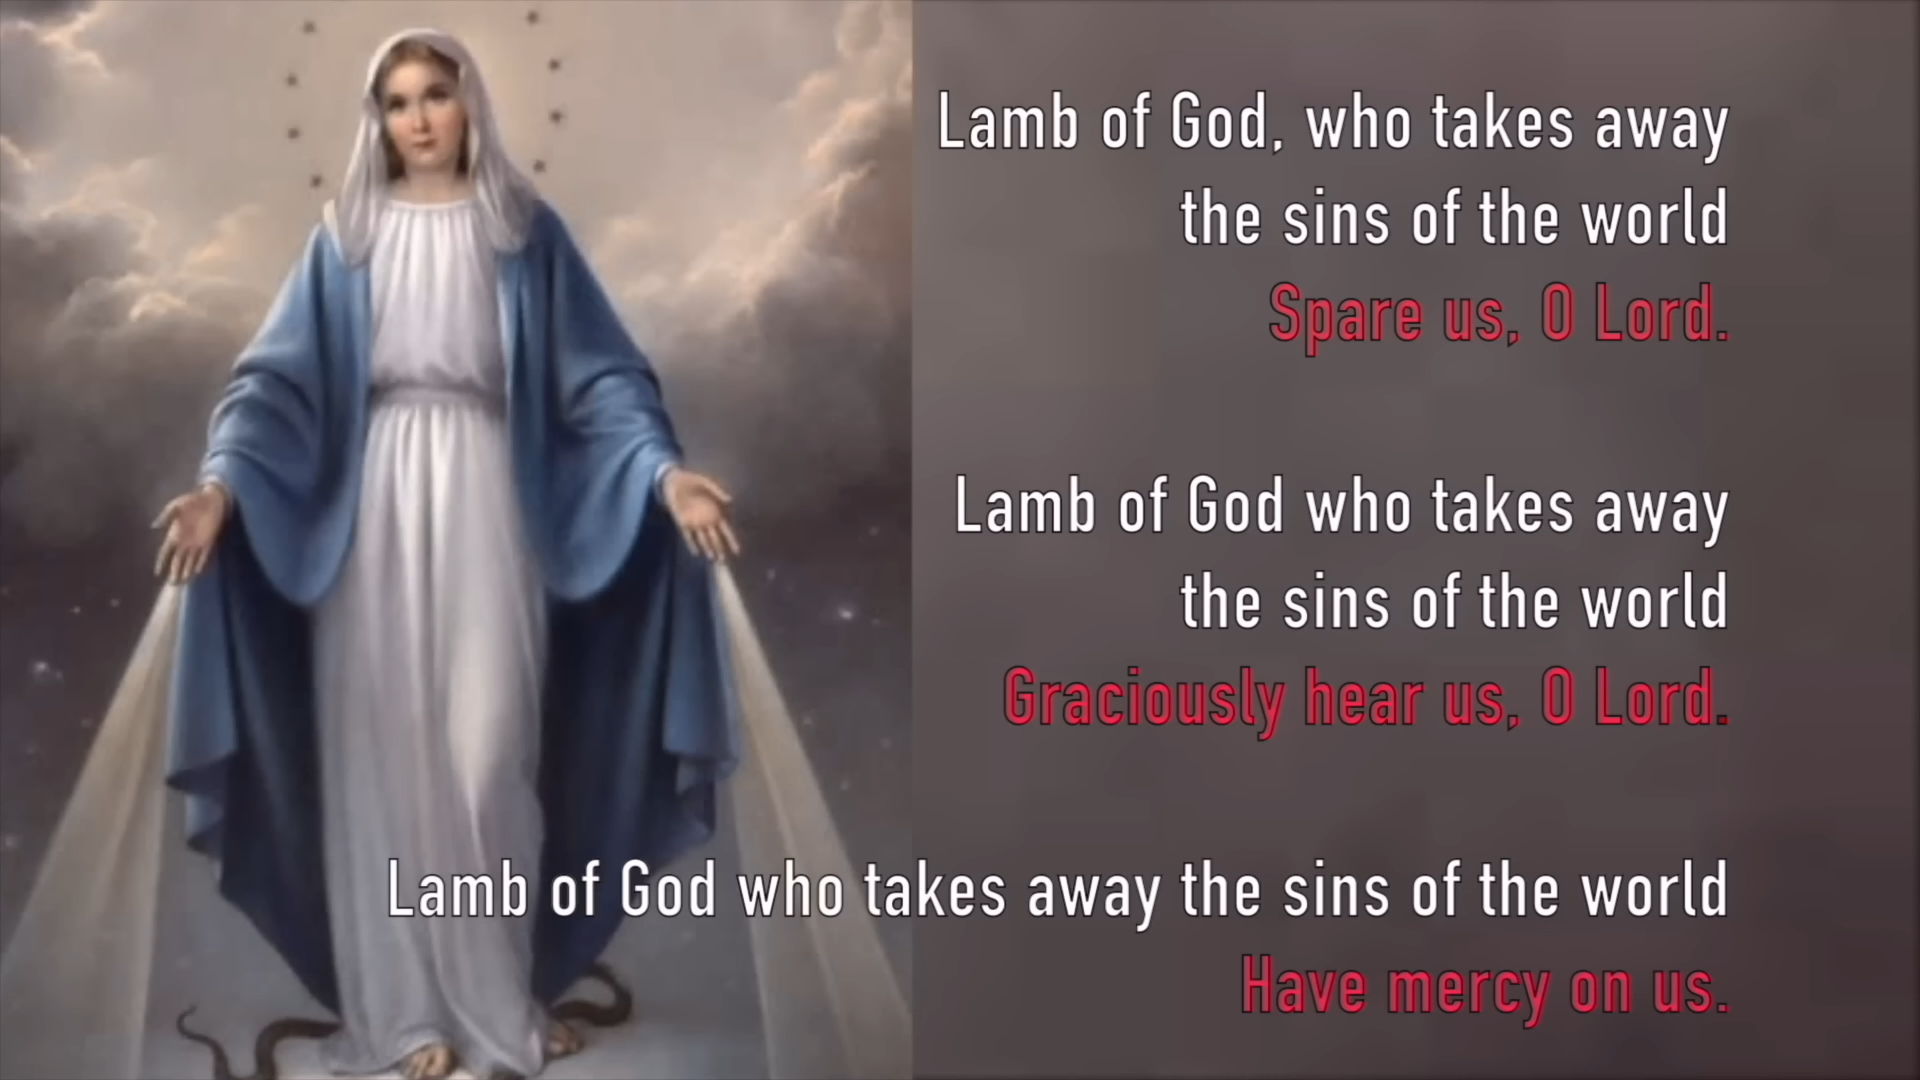 Lamb of God, who takes away
the sins of the world
Spare us, O Lord.
Lamb of God who takes away
the sins of the world
Graciously hear us, O Lord.
Lamb of God who takes away the sins of the world
Have mercy on us.